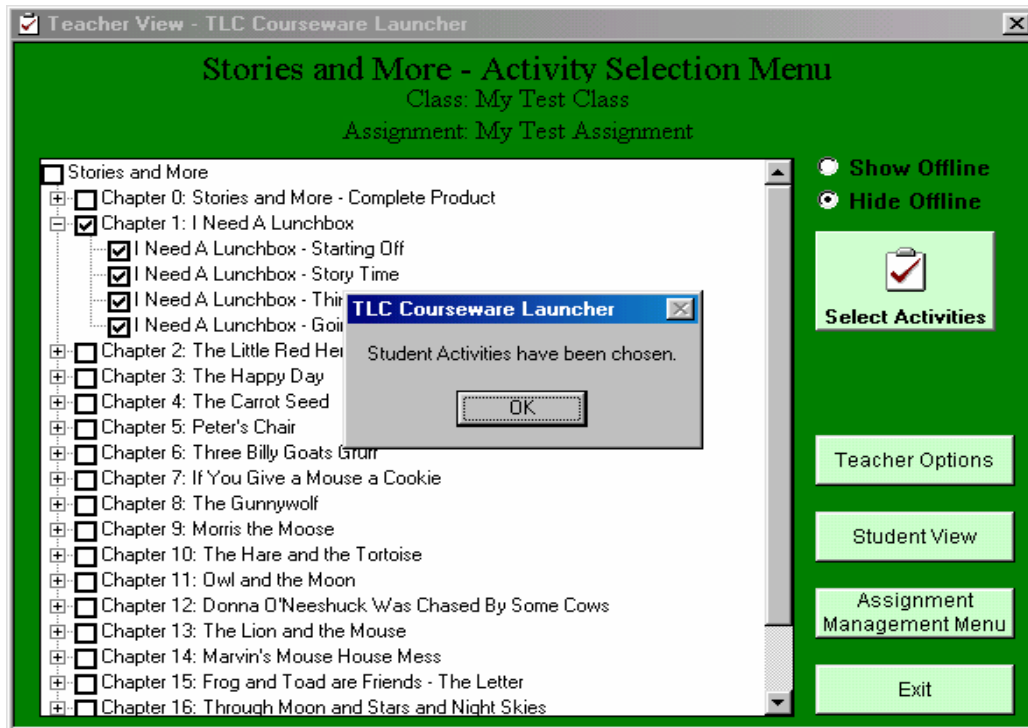 Teacher View - TLC Courseware Launcher
Stories and More - Activity Selection Menu
Class: My Test Class
Assignment: My Test Assignment
Stories and More
Chapter 0: Stories and More - Complete Product
Chapter 1: I Need A Lunchbox
I Need A Lunchbox - Starting Off
I Need A Lunchbox - Story Time
I Need A Lunchbox -
I Need A Lunchbox -
Chapter 2: The Little Red
Chapter 3: The Happy Day
Chapter 4: The Carrot Seed
Chapter 5: Peter's Chair
Chapter 6: Three Billy Goats Gruff
Chapter 7: If You Give a Mouse a Cookie
Chapter 8: The Gunnywolf
Chapter 9: Morris the Moose
Chapter 10: The Hare and the Tortoise
Chapter 11: Owl and the Moon
Chapter 12: Donna O'Neeshuck Was Chased By Some Cows
Chapter 13: The Lion and the Mouse
Chapter 14: Marvin's Mouse House Mess
Chapter 15: Frog and Toad are Friends - The Letter
Chapter 16: Through Moon and Stars and Night Skies
TLC Courseware Launcher
Student Activities have been chosen.
OK
Show Offline
Hide Offline
Select Activities
Teacher Options
Student View
Assignment
Management Menu
Exit